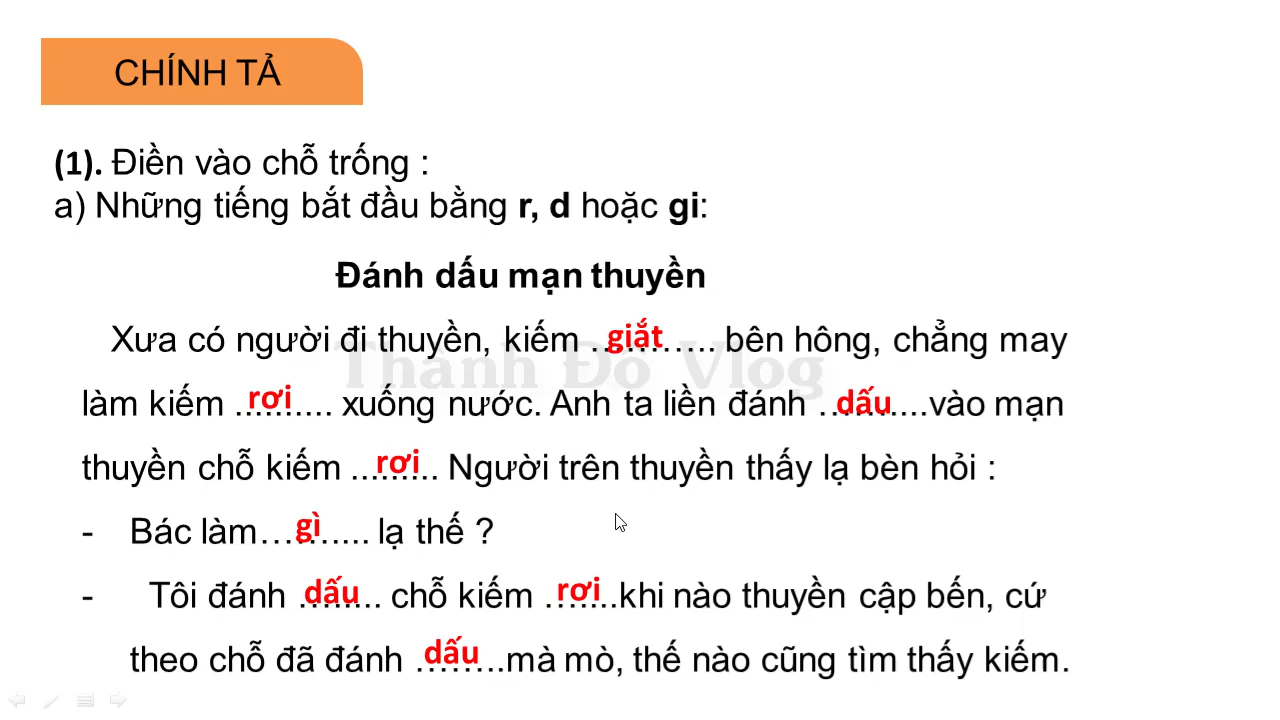 CHÍNH TẢ
(1). Điền vào chỗ trống :
a) Những tiếng bắt đầu bằng r, d hoặc gi:
Đánh dấu mạn thuyền
Xưa có người đi thuyền, kiếm …giắt…….. bên hông, chẳng may
làm kiếm .rơi.... xuống nước. Anh ta liền đánh …dấu....vào mạn
thuyền chỗ kiếm ...rơi.. Người trên thuyền thấy lạ bèn hỏi :
- Bác làm…gì….... lạ thế ?
- Tôi đánh .dấu.. chỗ kiếm .rơi..khi nào thuyền cập bến, cứ
theo chỗ đã đánh .dấu..mà mò, thế nào cũng tìm thấy kiếm.
Thành Đô Vlog